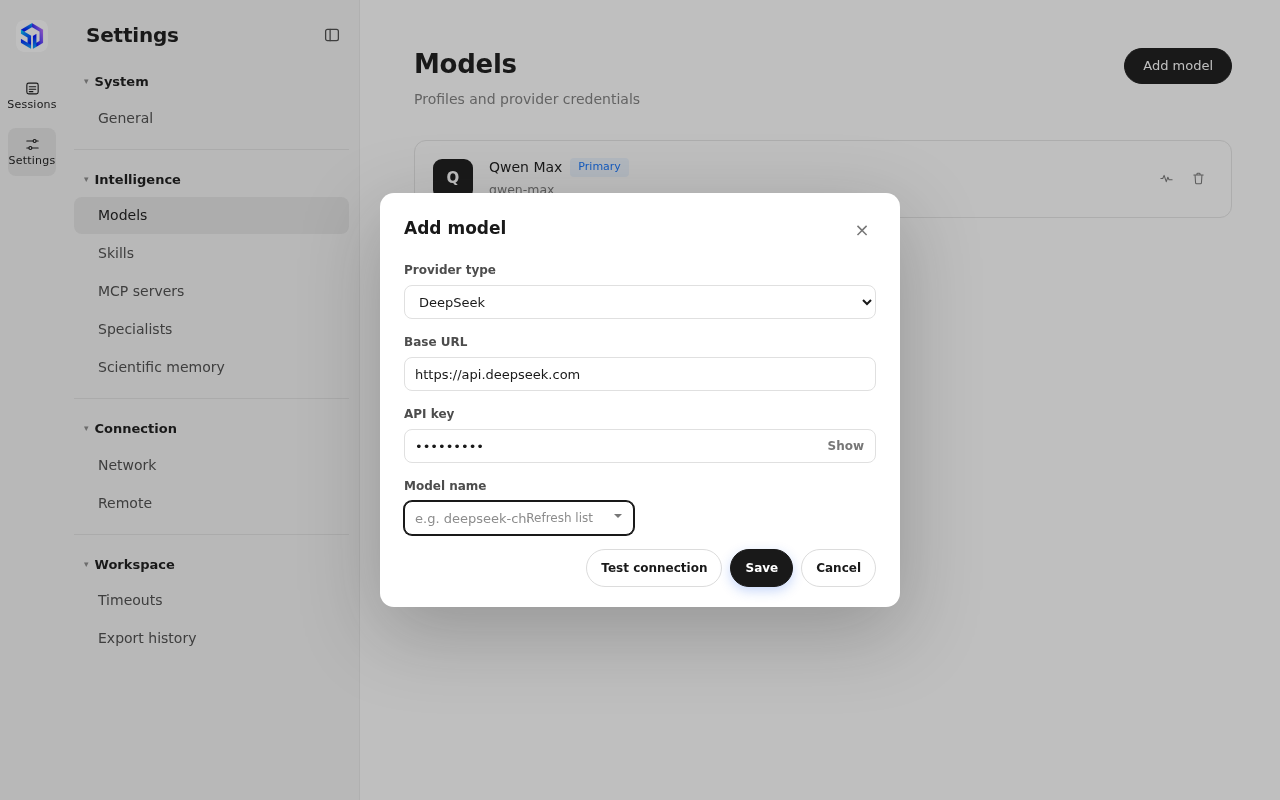 Settings
Sessions
Settings
System
General
Intelligence
Models
Skills
MCP servers
Specialists
Scientific memory
Connection
Network
Remote
Workspace
Timeouts
Export history
Models
Add model
Profiles and provider credentials
Q
Qwen Max
Primary
qwen-max
Add model
Provider type
DeepSeek
Base URL
https://api.deepseek.com
API key
•••••••••
Show
Model name
e.g. deepseek-ch
Refresh list
Test connection
Save
Cancel